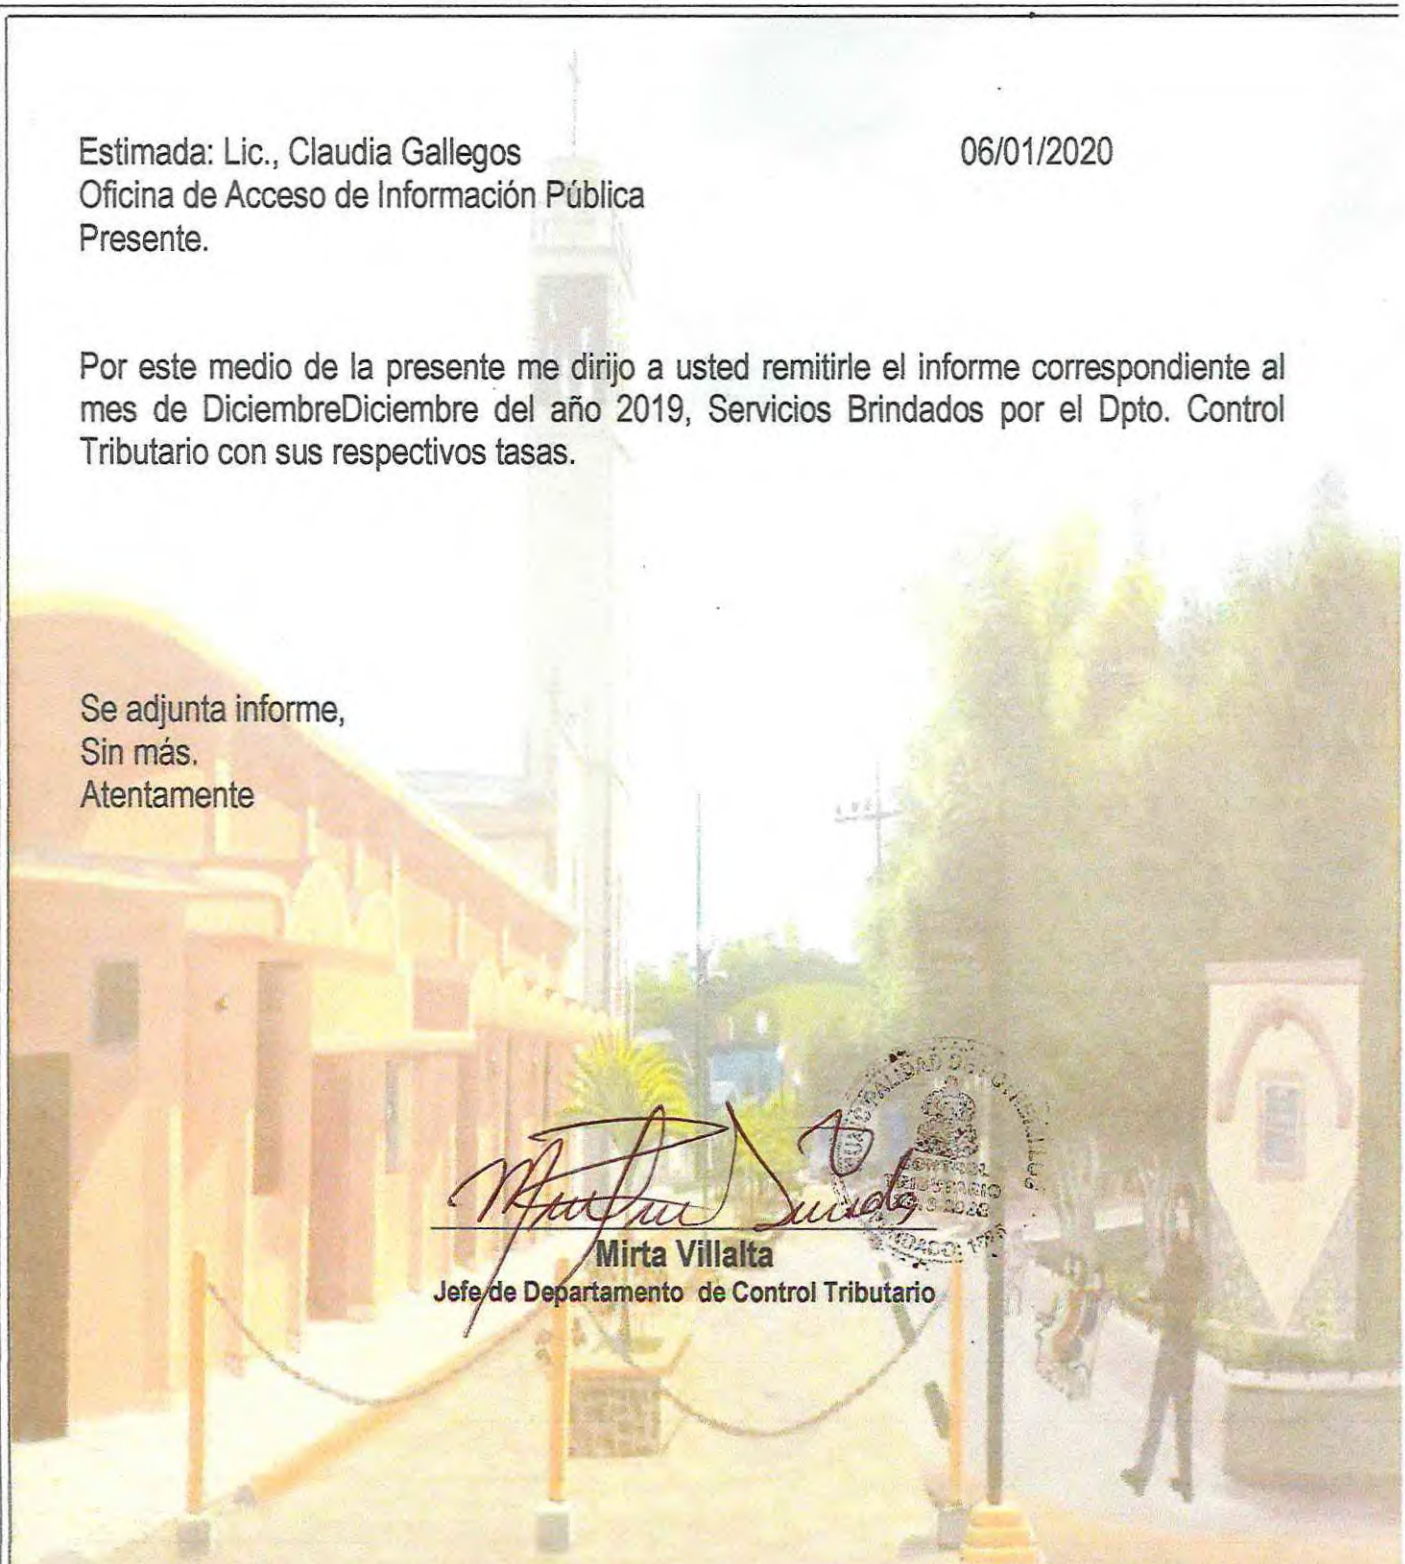 Estimada: Lic., Claudia Gallegos 06/01/2020
Oficina de Acceso de Información Pública
Presente.
Por este medio de la presente me dirijo a usted remitirle el informe correspondiente al
mes de DiciembreDiciembre del año 2019, Servicios Brindados por el Dpto. Control
Tributario con sus respectivos tasas.
Se adjunta informe,
Sin más.
Atentamente
CONTROL
TRIBUTARIO
Mirta Villalta
Jefe de Departamento de Control Tributario